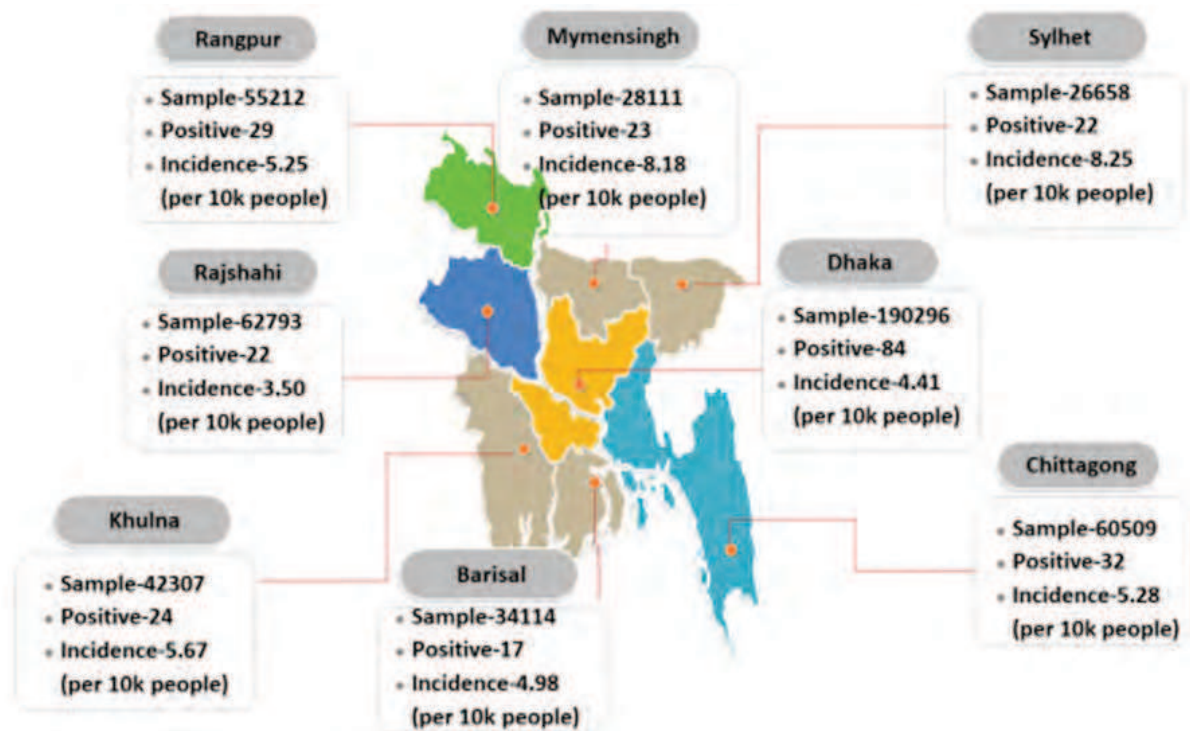 Rangpur
• Sample-55212
• Positive-29
• Incidence-5.25
(per 10k people)
Mymensingh
• Sample-28111
• Positive-23
• Incidence-8.18
(per 10k people)
Sylhet
• Sample-26658
• Positive-22
• Incidence-8.25
(per 10k people)
Rajshahi
• Sample-62793
• Positive-22
• Incidence-3.50
(per 10k people)
Dhaka
• Sample-190296
• Positive-84
• Incidence-4.41
(per 10k people)
Khulna
• Sample-42307
• Positive-24
• Incidence-5.67
(per 10k people)
Barisal
• Sample-34114
• Positive-17
• Incidence-4.98
(per 10k people)
Chittagong
• Sample-60509
• Positive-32
• Incidence-5.28
(per 10k people)